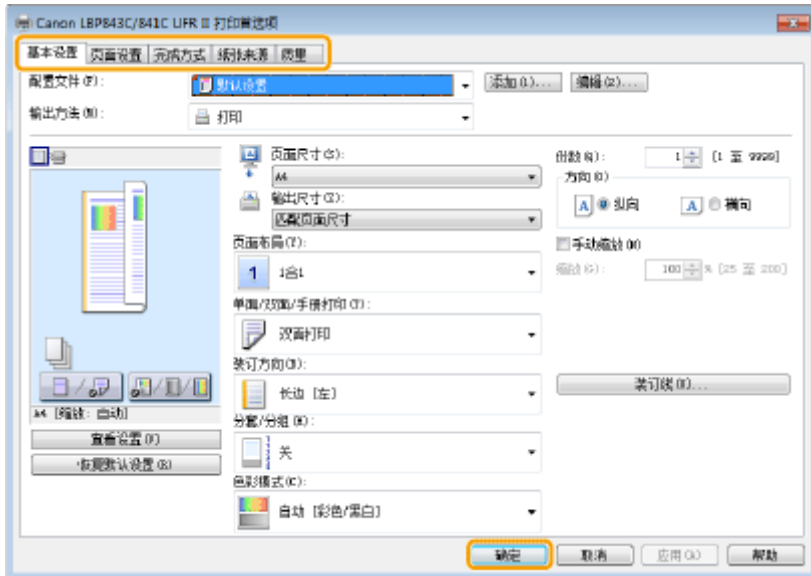 Canon LBP843C/841C UFR II 打印首选项
基本设置 页面设置 完成方式 纸张来源 质量
配置文件(F):
默认设置
添加(1)... 编辑(2)...
输出方法(M):
打印
页面尺寸(S):
A4
输出尺寸(Z):
匹配页面尺寸
页面布局(Y):
1 1合1
单面/双面/手册打印(T):
双面打印
装订方向(B):
长边 [左]
分套/分组(K):
关
色彩模式(C):
自动 [彩色/黑白]
份数(Q): 1 [1 至 9999]
方向(O)
A 纵向 A 横向
手动缩放(N)
缩放(G): 100 % [25 至 200]
装订线(U)...
A4 [缩放: 自动]
查看设置(V)
恢复默认设置(R)
确定 取消 应用(A) 帮助